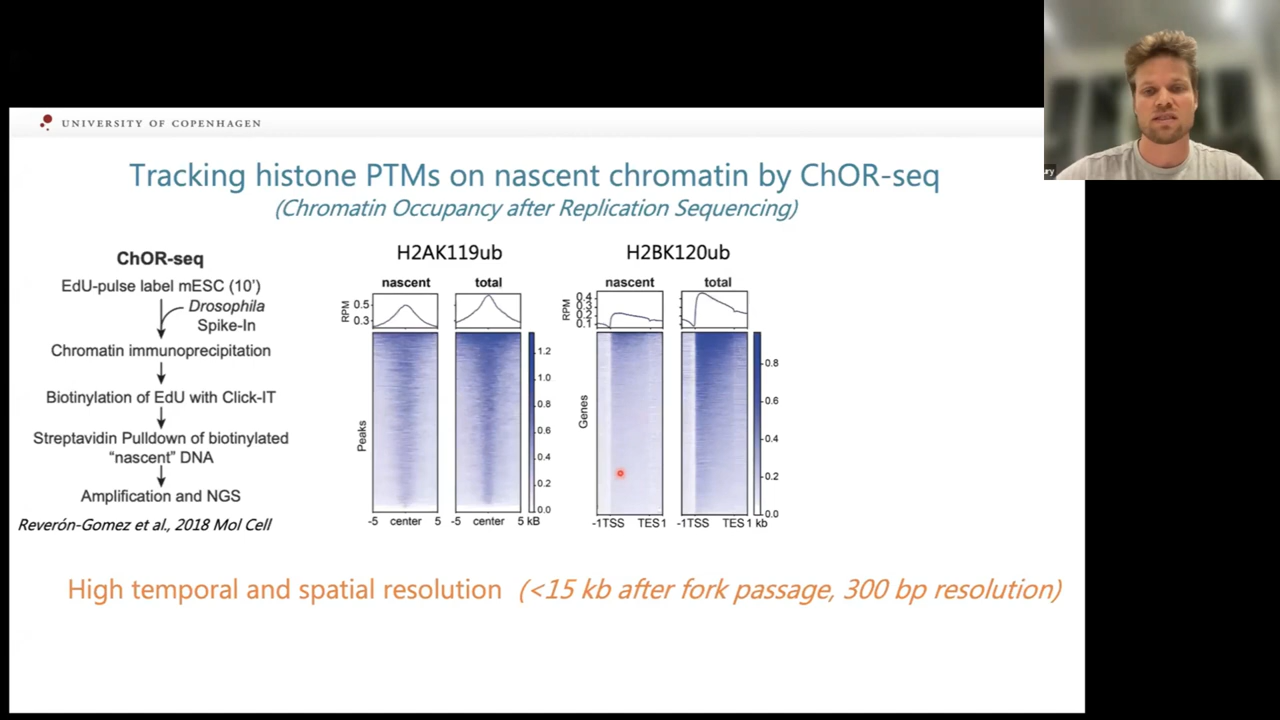 UNIVERSITY OF COPENHAGEN
Tracking histone PTMs on nascent chromatin by ChOR-seq
(Chromatin Occupancy after Replication Sequencing)
ChOR-seq
EdU-pulse label mESC (10')
Drosophila
Spike-In
Chromatin immunoprecipitation
Biotinylation of EdU with Click-IT
Streptavidin Pulldown of biotinylated
“nascent” DNA
Amplification and NGS
Reverón-Gomez et al., 2018 Mol Cell
H2AK119ub
nascent total
RPM
0.5
0.3
Peaks
1.2
1.0
0.8
0.6
0.4
0.2
0.0
-5 center 5 -5 center 5 kB
H2BK120ub
nascent total
RPM
0.4
0.3
0.2
0.1
Genes
0.8
0.6
0.4
0.2
0.0
-1TSS TES1 -1TSS TES1 kb
High temporal and spatial resolution (<15 kb after fork passage, 300 bp resolution)